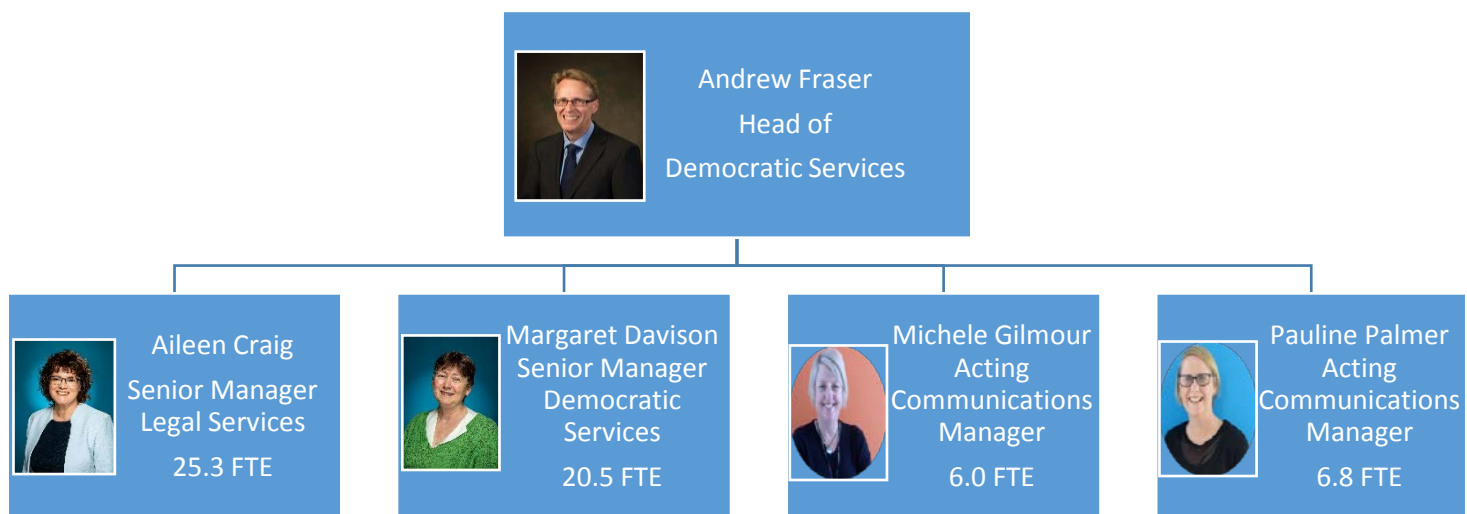 Andrew Fraser
Head of
Democratic Services
Aileen Craig
Senior Manager
Legal Services
25.3 FTE
Margaret Davison
Senior Manager
Democratic
Services
20.5 FTE
Michele Gilmour
Acting
Communications
Manager
6.0 FTE
Pauline Palmer
Acting
Communications
Manager
6.8 FTE